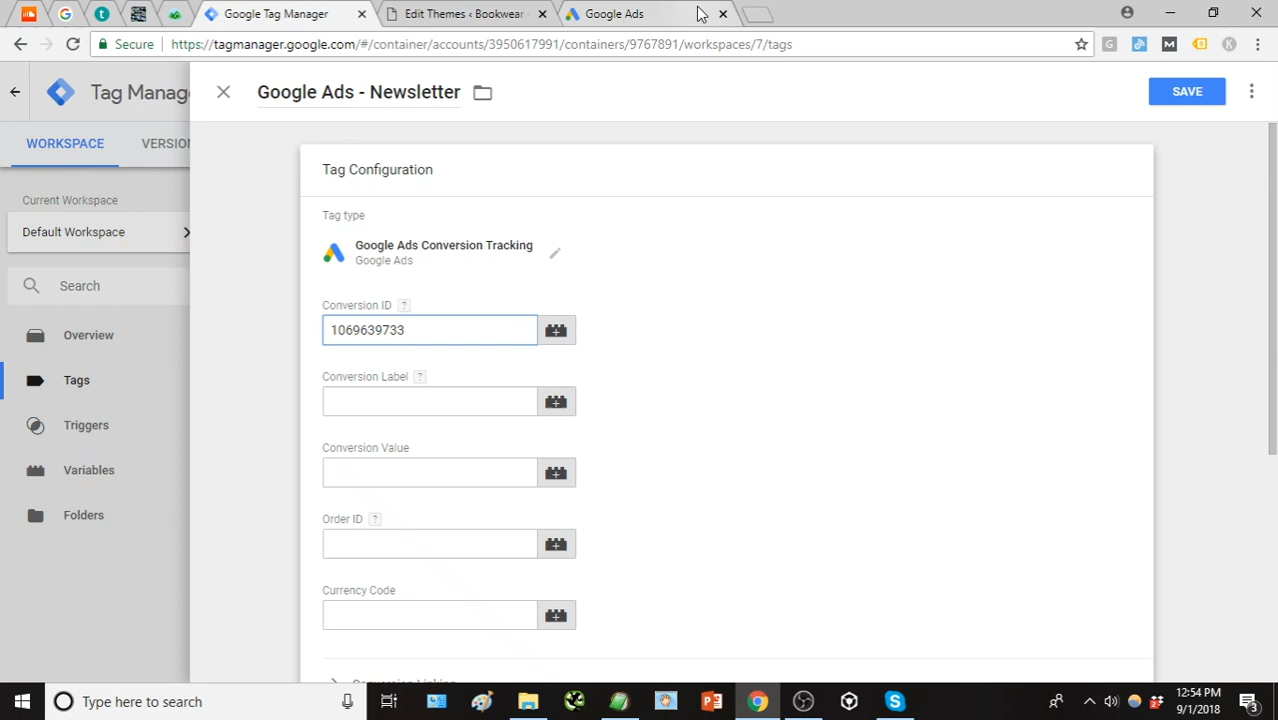 Google Tag Manager
Edit Themes ‹ Bookwear -
Google Ads
Secure
https://tagmanager.google.com/#/container/accounts/3950617991/containers/9767891/workspaces/7/tags
Tag Manag
Google Ads - Newsletter
SAVE
WORKSPACE
VERSION
Tag Configuration
Current Workspace
Default Workspace
Tag type
Google Ads Conversion Tracking
Google Ads
Search
Conversion ID ?
1069639733
Overview
Conversion Label ?
Tags
Triggers
Conversion Value
Variables
Order ID ?
Folders
Currency Code
Type here to search
12:54 PM
9/1/2018
3